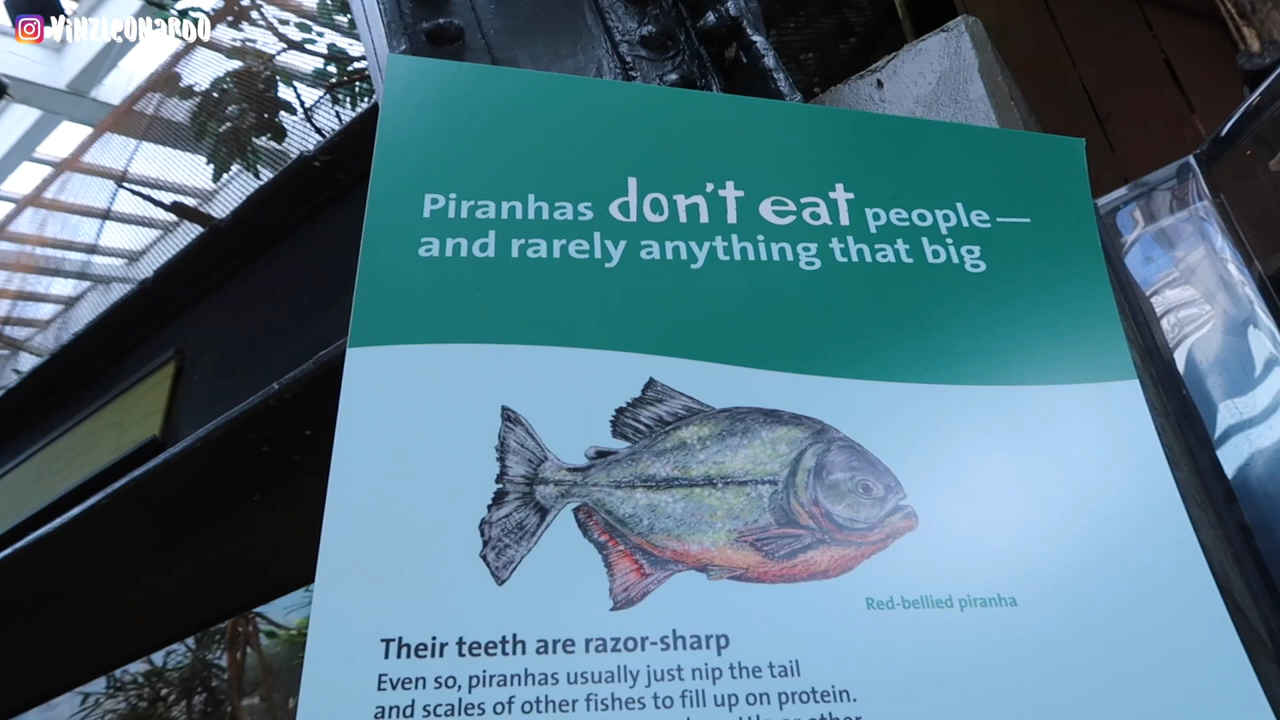 ViNZLEONARDO
Piranhas don't eat people—
and rarely anything that big
Red-bellied piranha
Their teeth are razor-sharp
Even so, piranhas usually just nip the tail
and scales of other fishes to fill up on protein.